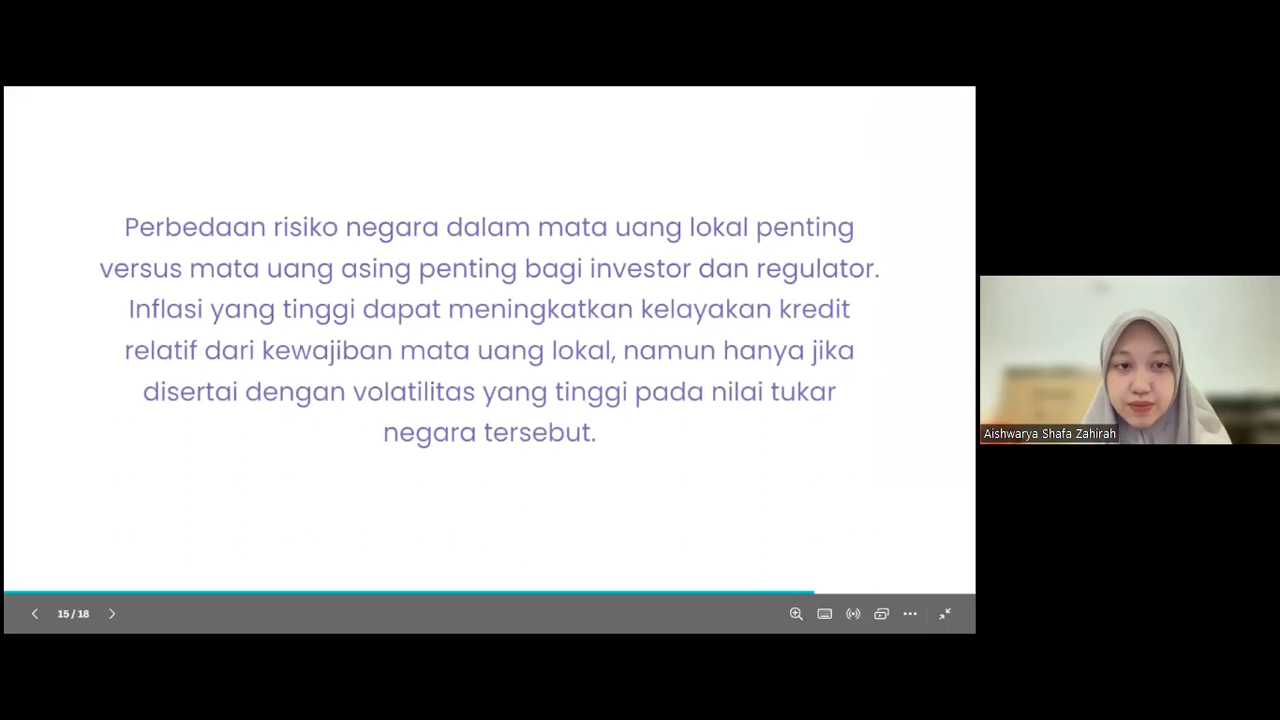 Perbedaan risiko negara dalam mata uang lokal penting
versus mata uang asing penting bagi investor dan regulator.
Inflasi yang tinggi dapat meningkatkan kelayakan kredit
relatif dari kewajiban mata uang lokal, namun hanya jika
disertai dengan volatilitas yang tinggi pada nilai tukar
negara tersebut.
Aishwarya Shafa Zahirah
15 / 18